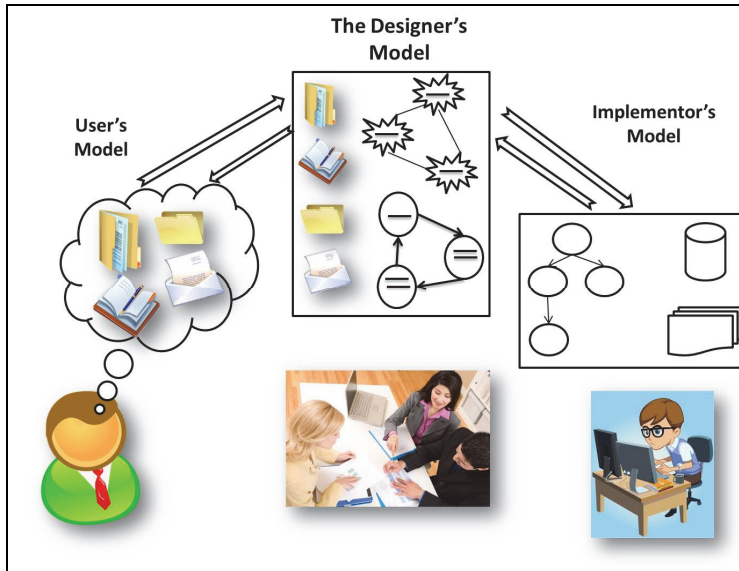 The Designer's
Model
User's
Model
Implementor's
Model